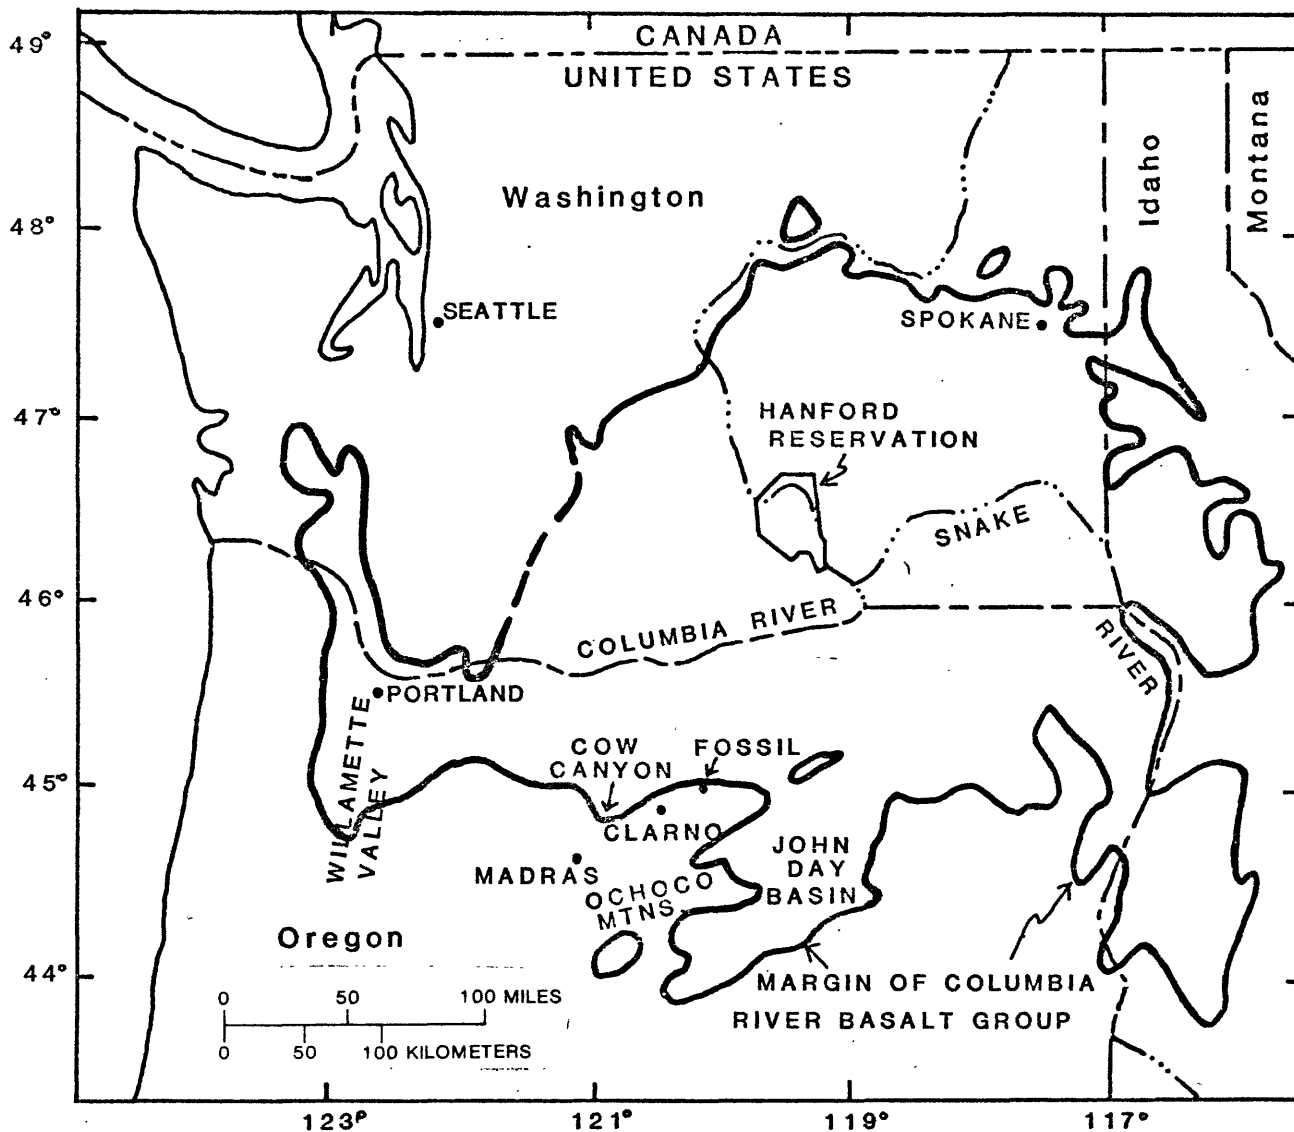 CANADA
49°
UNITED STATES
Idaho
Montana
Washington
48°
SEATTLE
SPOKANE
47°
HANFORD
RESERVATION
SNAKE
46°
COLUMBIA RIVER
RIVER
PORTLAND
WILLAMETTE
VALLEY
COW
CANYON
FOSSIL
45°
CLARNO
JOHN
DAY
BASIN
MADRAS
OCHOCO
MTNS
Oregon
44°
MARGIN OF COLUMBIA
RIVER BASALT GROUP
0 50 100 MILES
0 50 100 KILOMETERS
123° 121° 119° 117°